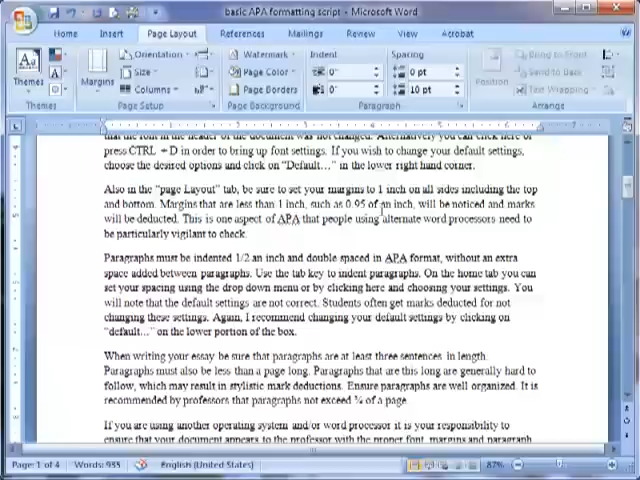 basic APA formatting script - Microsoft Word
Home Insert Page Layout References Mailings Review View Acrobat
Orientation Watermark Indent Spacing Bring to Front
Themes Margins Size Page Color 0" 0 pt Position Send to Back
Columns Page Borders 0" 10 pt Text Wrapping
Themes Page Setup Page Background Paragraph Arrange
that the font in the header of the document was not changed. Alternatively you can click here or
press CTRL + D in order to bring up font settings. If you wish to change your default settings,
choose the desired options and click on “Default…” in the lower right hand corner.
Also in the “page Layout” tab, be sure to set your margins to 1 inch on all sides including the top
and bottom. Margins that are less than 1 inch, such as 0.95 of an inch, will be noticed and marks
will be deducted. This is one aspect of APA that people using alternate word processors need to
be particularly vigilant to check.
Paragraphs must be indented 1/2 an inch and double spaced in APA format, without an extra
space added between paragraphs. Use the tab key to indent paragraphs. On the home tab you can
set your spacing using the drop down menu or by clicking here and choosing your settings. You
will note that the default settings are not correct. Students often get marks deducted for not
changing these settings. Again, I recommend changing your default settings by clicking on
“default…” on the lower portion of the box.
When writing your essay be sure that paragraphs are at least three sentences in length.
Paragraphs must also be less than a page long. Paragraphs that are this long are generally hard to
follow, which may result in stylistic mark deductions. Ensure paragraphs are well organized. It is
recommended by professors that paragraphs not exceed ¾ of a page.
If you are using another operating system and/or word processor it is your responsibility to
ensure that your document appears to the professor with the proper font, margins and paragraph
Page: 1 of 4 Words: 935 English (United States) 87%